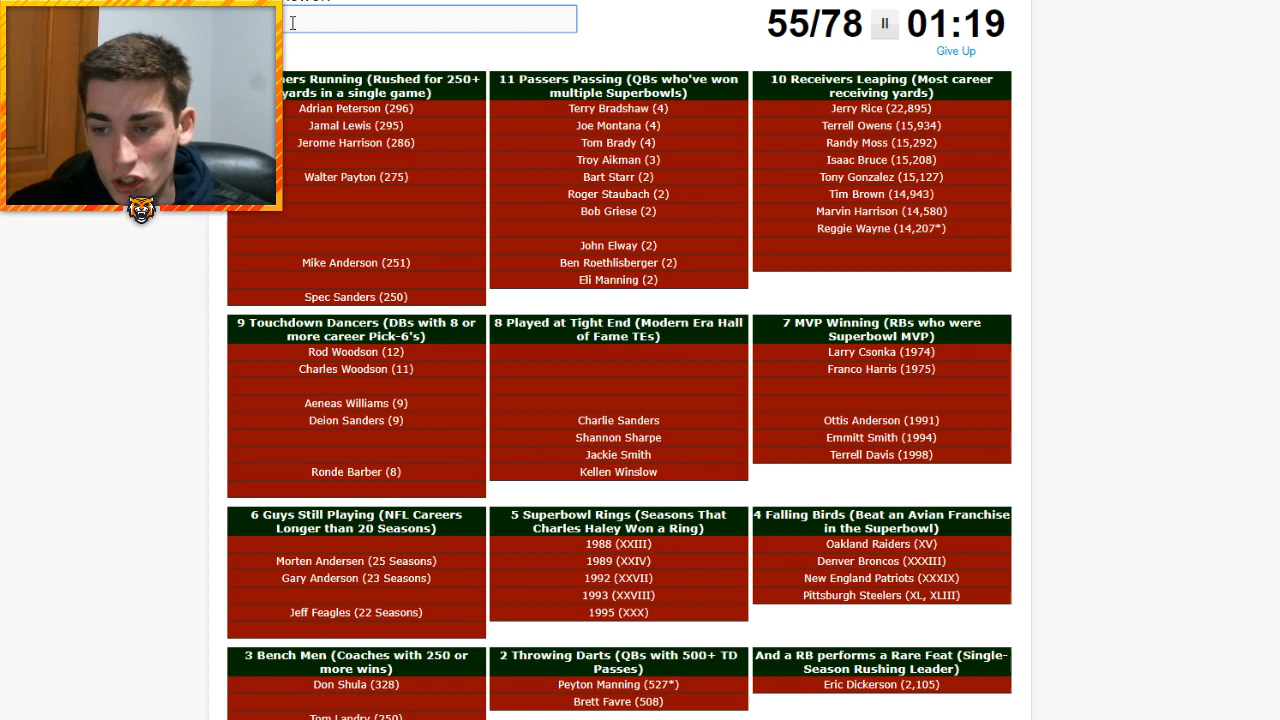 55/78 01:19
Give Up
ers Running (Rushed for 250+
yards in a single game)
Adrian Peterson (296)
Jamal Lewis (295)
Jerome Harrison (286)
Walter Payton (275)
Mike Anderson (251)
Spec Sanders (250)
11 Passers Passing (QBs who've won
multiple Superbowls)
Terry Bradshaw (4)
Joe Montana (4)
Tom Brady (4)
Troy Aikman (3)
Bart Starr (2)
Roger Staubach (2)
Bob Griese (2)
John Elway (2)
Ben Roethlisberger (2)
Eli Manning (2)
10 Receivers Leaping (Most career
receiving yards)
Jerry Rice (22,895)
Terrell Owens (15,934)
Randy Moss (15,292)
Isaac Bruce (15,208)
Tony Gonzalez (15,127)
Tim Brown (14,943)
Marvin Harrison (14,580)
Reggie Wayne (14,207*)
9 Touchdown Dancers (DBs with 8 or
more career Pick-6's)
Rod Woodson (12)
Charles Woodson (11)
Aeneas Williams (9)
Deion Sanders (9)
Ronde Barber (8)
8 Played at Tight End (Modern Era Hall
of Fame TEs)
Charlie Sanders
Shannon Sharpe
Jackie Smith
Kellen Winslow
7 MVP Winning (RBs who were
Superbowl MVP)
Larry Csonka (1974)
Franco Harris (1975)
Ottis Anderson (1991)
Emmitt Smith (1994)
Terrell Davis (1998)
6 Guys Still Playing (NFL Careers
Longer than 20 Seasons)
Morten Andersen (25 Seasons)
Gary Anderson (23 Seasons)
Jeff Feagles (22 Seasons)
5 Superbowl Rings (Seasons That
Charles Haley Won a Ring)
1988 (XXIII)
1989 (XXIV)
1992 (XXVII)
1993 (XXVIII)
1995 (XXX)
4 Falling Birds (Beat an Avian Franchise
in the Superbowl)
Oakland Raiders (XV)
Denver Broncos (XXXIII)
New England Patriots (XXXIX)
Pittsburgh Steelers (XL, XLIII)
3 Bench Men (Coaches with 250 or
more wins)
Don Shula (328)
Tom Landry (250)
2 Throwing Darts (QBs with 500+ TD
Passes)
Peyton Manning (527*)
Brett Favre (508)
And a RB performs a Rare Feat (Single-
Season Rushing Leader)
Eric Dickerson (2,105)